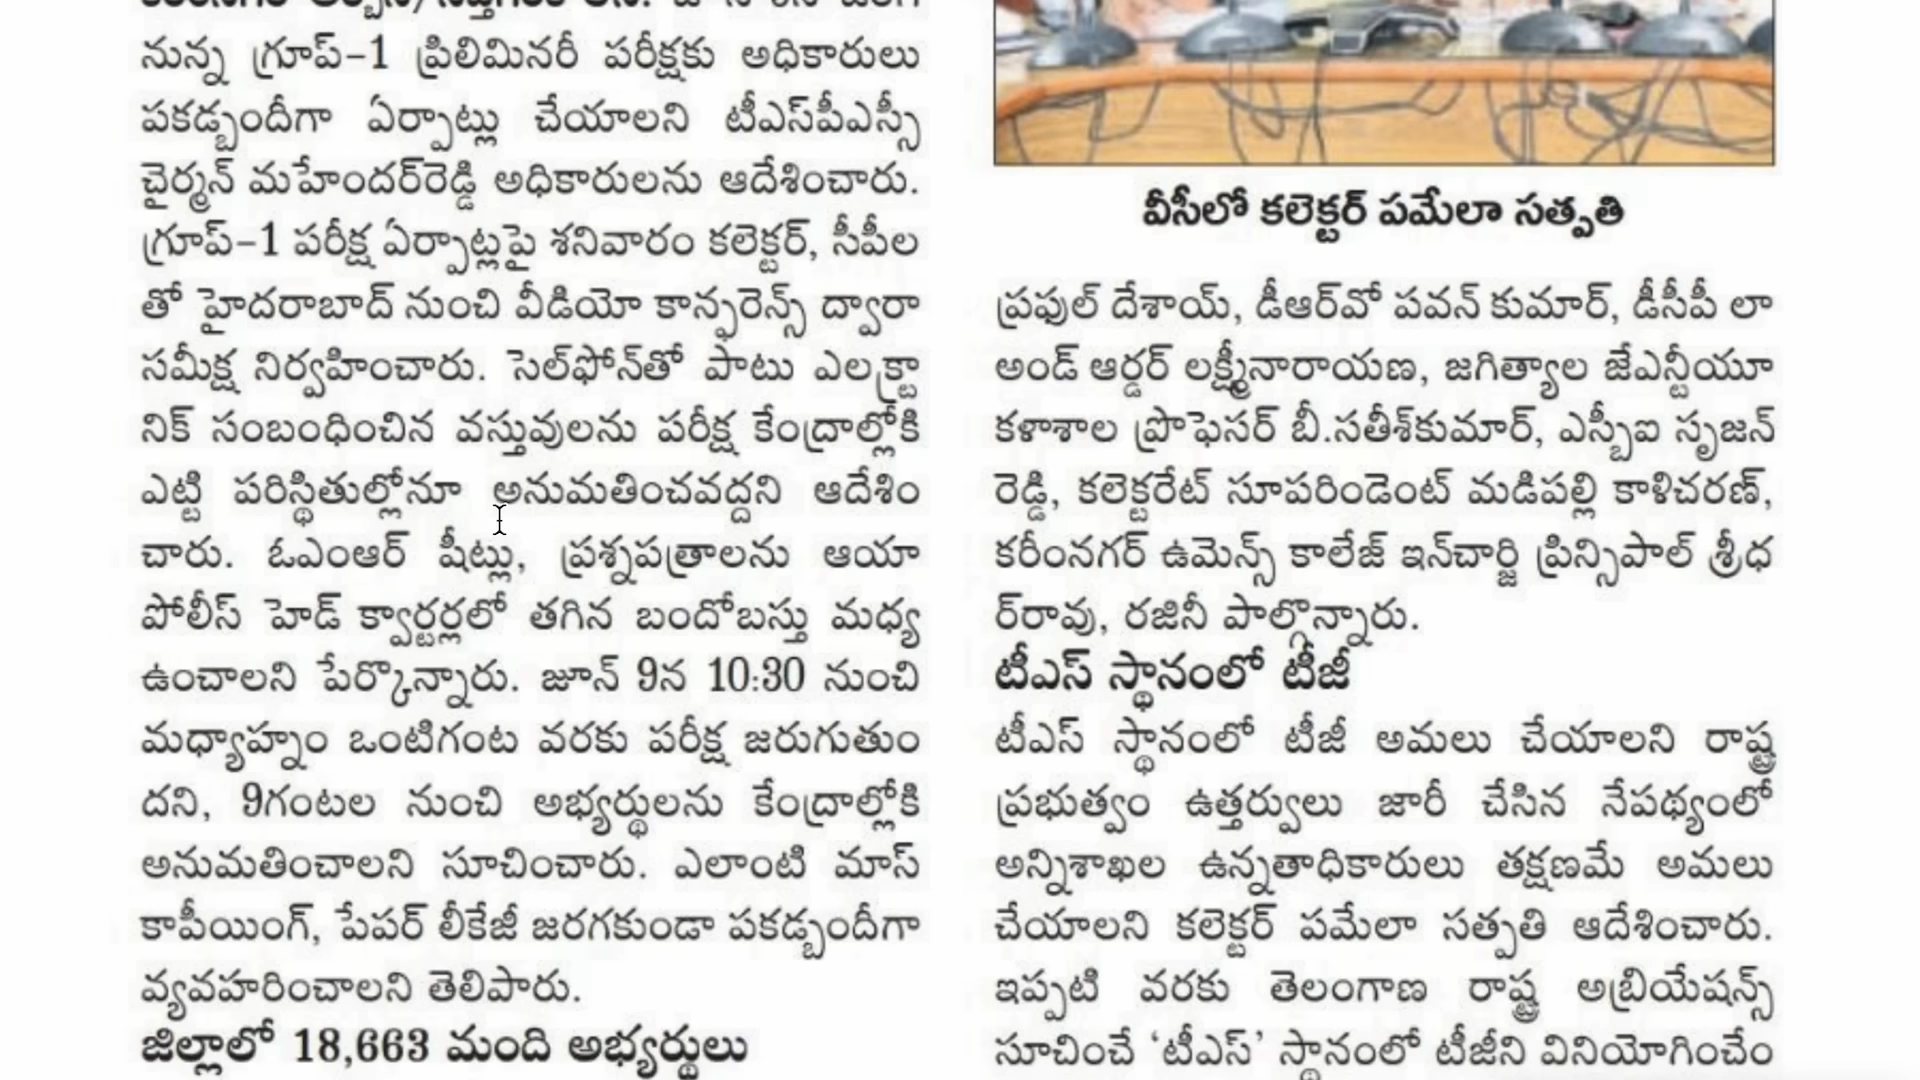 నున్న గ్రూప్-1 ప్రిలిమినరీ పరీక్షకు అధికారులు
పకడ్బందీగా ఏర్పాట్లు చేయాలని టీఎస్‌పీఎస్సీ
చైర్మన్ మహేందర్‌రెడ్డి అధికారులను ఆదేశించారు.
గ్రూప్-1 పరీక్ష ఏర్పాట్లపై శనివారం కలెక్టర్, సీపీల
తో హైదరాబాద్ నుంచి వీడియో కాన్ఫరెన్స్ ద్వారా
సమీక్ష నిర్వహించారు. సెల్‌ఫోన్‌తో పాటు ఎలక్ట్రా
నిక్ సంబంధించిన వస్తువులను పరీక్ష కేంద్రాల్లోకి
ఎట్టి పరిస్థితుల్లోనూ అనుమతించవద్దని ఆదేశిం
చారు. ఓఎంఆర్ షీట్లు, ప్రశ్నపత్రాలను ఆయా
పోలీస్ హెడ్ క్వార్టర్లలో తగిన బందోబస్తు మధ్య
ఉంచాలని పేర్కొన్నారు. జూన్ 9న 10:30 నుంచి
మధ్యాహ్నం ఒంటిగంట వరకు పరీక్ష జరుగుతుం
దని, 9గంటల నుంచి అభ్యర్థులను కేంద్రాల్లోకి
అనుమతించాలని సూచించారు. ఎలాంటి మాస్
కాపీయింగ్, పేపర్ లీకేజీ జరగకుండా పకడ్బందీగా
వ్యవహరించాలని తెలిపారు.
జిల్లాలో 18,663 మంది అభ్యర్థులు
వీసీలో కలెక్టర్ పమేలా సత్పతి
ప్రఫుల్ దేశాయ్, డీఆర్‌వో పవన్ కుమార్, డీసీపీ లా
అండ్ ఆర్డర్ లక్ష్మీనారాయణ, జగిత్యాల జేఎన్టీయూ
కళాశాల ప్రొఫెసర్ బీ.సతీశ్‌కుమార్, ఎస్బీఐ సృజన్
రెడ్డి, కలెక్టరేట్ సూపరిండెంట్ మడిపల్లి కాళిచరణ్,
కరీంనగర్ ఉమెన్స్ కాలేజ్ ఇన్‌చార్జి ప్రిన్సిపాల్ శ్రీధ
ర్‌రావు, రజినీ పాల్గొన్నారు.
టీఎస్ స్థానంలో టీజీ
టీఎస్ స్థానంలో టీజీ అమలు చేయాలని రాష్ట్ర
ప్రభుత్వం ఉత్తర్వులు జారీ చేసిన నేపథ్యంలో
అన్నిశాఖల ఉన్నతాధికారులు తక్షణమే అమలు
చేయాలని కలెక్టర్ పమేలా సత్పతి ఆదేశించారు.
ఇప్పటి వరకు తెలంగాణ రాష్ట్ర అబ్రియేషన్స్
సూచించే ‘టీఎస్’ స్థానంలో టీజీని వినియోగించేం